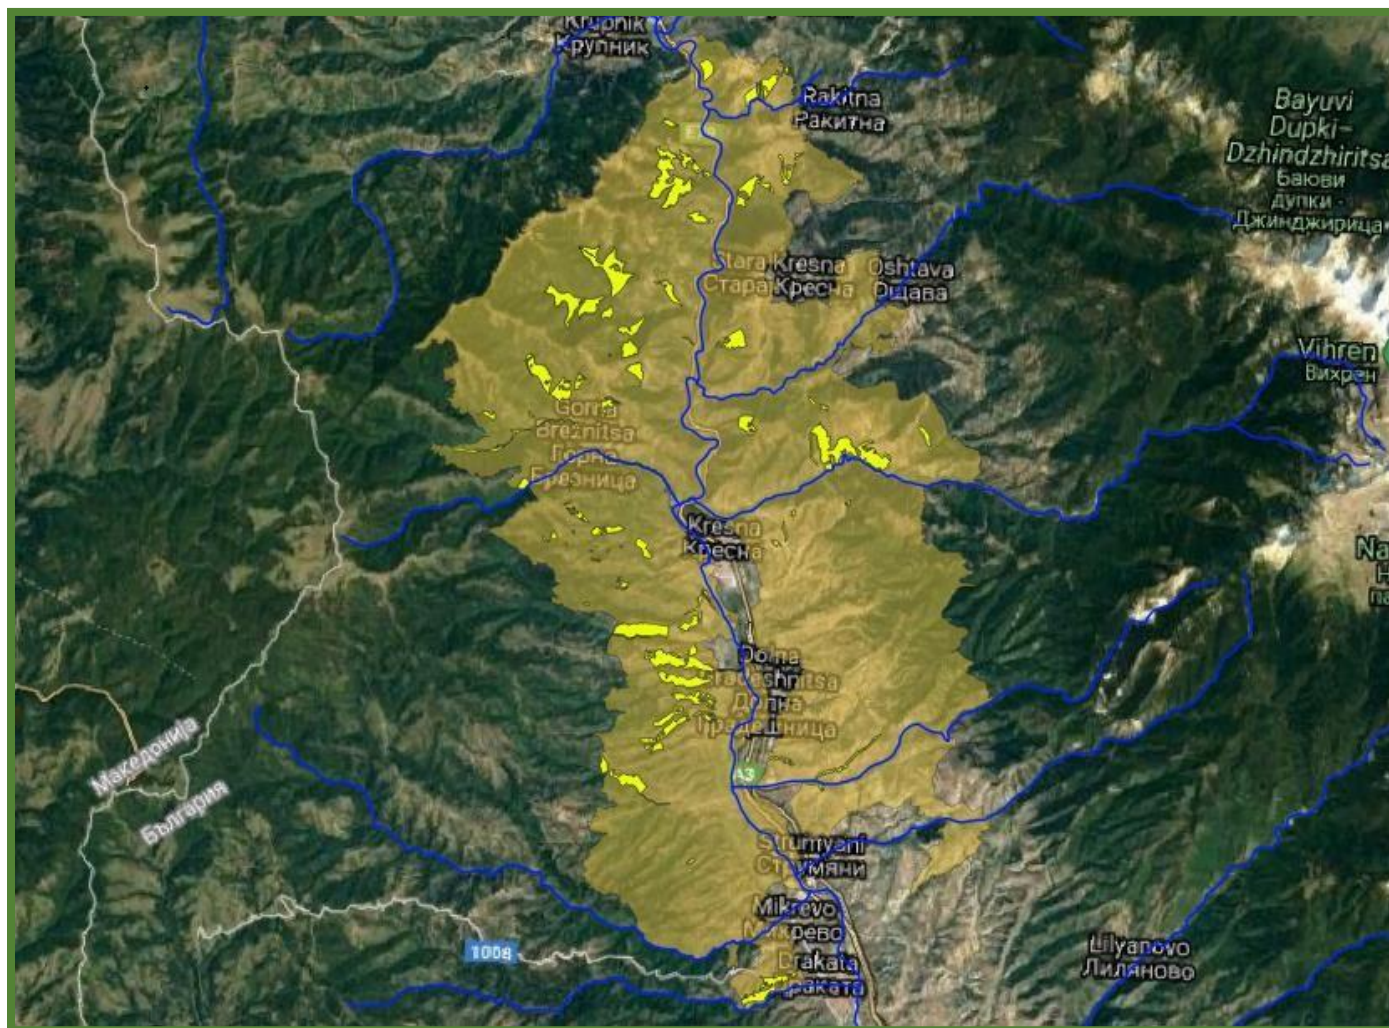 Krupnik
Крупник
Rakitna
Ракитна
Bayuvi
Dupki-
Dzhindzhiritsa
Баюви
дупки -
Джинджирица
Stara Kresna
Стара Кресна
Oshtava
Ощава
Vihren
Вихрен
Gorna
Breznitsa
Горна
Брезница
Kresna
Кресна
Na
Dolna
Gradeshnitsa
Долна
Градешница
Македонија
България
A3
Strumyani
Струмяни
Mikrevo
Микрево
1008
Drakata
Драката
Lilyanovo
Лиляново